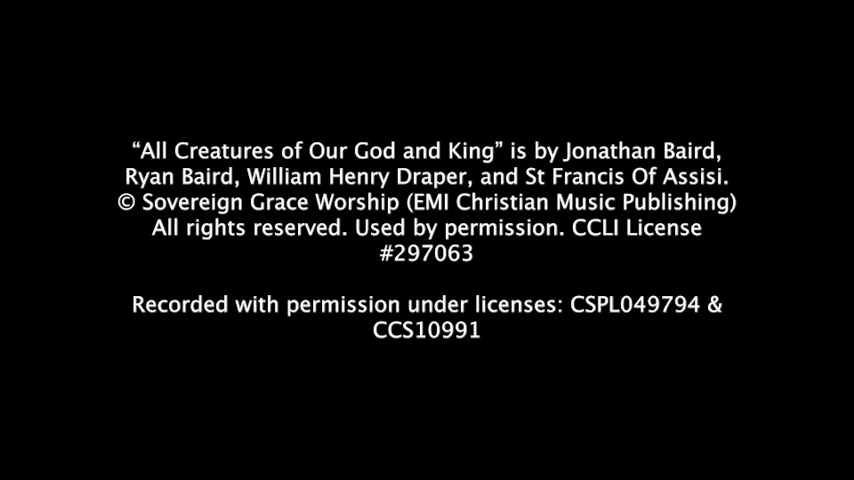 “All Creatures of Our God and King” is by Jonathan Baird,
Ryan Baird, William Henry Draper, and St Francis Of Assisi.
© Sovereign Grace Worship (EMI Christian Music Publishing)
All rights reserved. Used by permission. CCLI License
#297063
Recorded with permission under licenses: CSPL049794 &
CCS10991